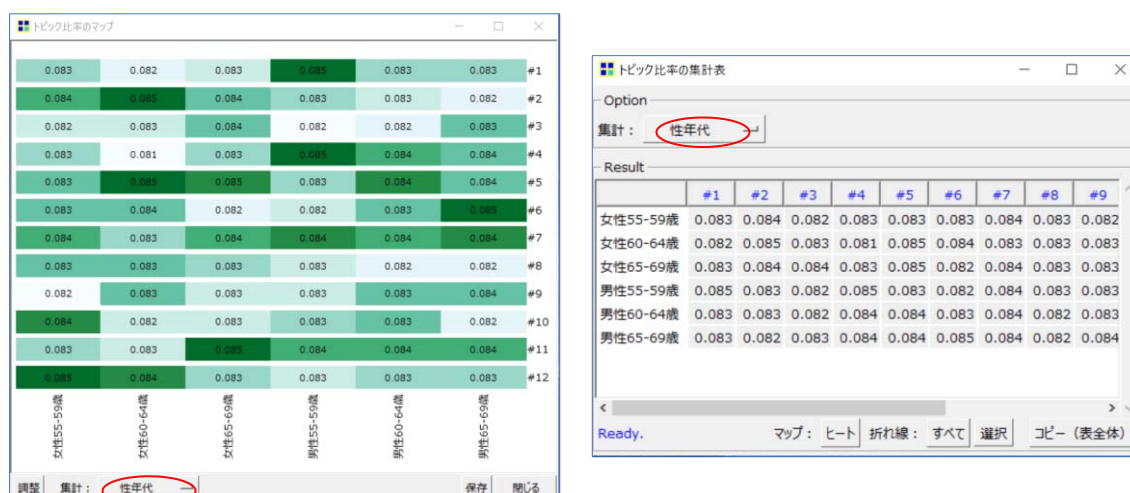 トピック比率のマップ
0.083 0.082 0.083 0.085 0.083 0.083 #1
0.084 0.085 0.084 0.083 0.083 0.082 #2
0.082 0.083 0.084 0.082 0.082 0.083 #3
0.083 0.081 0.083 0.085 0.084 0.084 #4
0.083 0.085 0.085 0.083 0.084 0.084 #5
0.083 0.084 0.082 0.082 0.083 0.085 #6
0.084 0.083 0.084 0.084 0.084 0.084 #7
0.083 0.083 0.083 0.083 0.082 0.082 #8
0.082 0.083 0.083 0.083 0.083 0.084 #9
0.084 0.082 0.083 0.083 0.083 0.082 #10
0.083 0.083 0.085 0.084 0.084 0.084 #11
0.085 0.084 0.083 0.083 0.083 0.083 #12
女性55-59歳 女性60-64歳 女性65-69歳 男性55-59歳 男性60-64歳 男性65-69歳
調整 集計： 性年代 保存 閉じる
トピック比率の集計表
Option
集計： 性年代
Result
#1 #2 #3 #4 #5 #6 #7 #8 #9
女性55-59歳 0.083 0.084 0.082 0.083 0.083 0.083 0.084 0.083 0.082
女性60-64歳 0.082 0.085 0.083 0.081 0.085 0.084 0.083 0.083 0.083
女性65-69歳 0.083 0.084 0.084 0.083 0.085 0.082 0.084 0.083 0.083
男性55-59歳 0.085 0.083 0.082 0.085 0.083 0.082 0.084 0.083 0.083
男性60-64歳 0.083 0.083 0.082 0.084 0.084 0.083 0.084 0.082 0.083
男性65-69歳 0.083 0.082 0.083 0.084 0.084 0.085 0.084 0.082 0.084
Ready. マップ： ヒート 折れ線： すべて 選択 コピー（表全体）